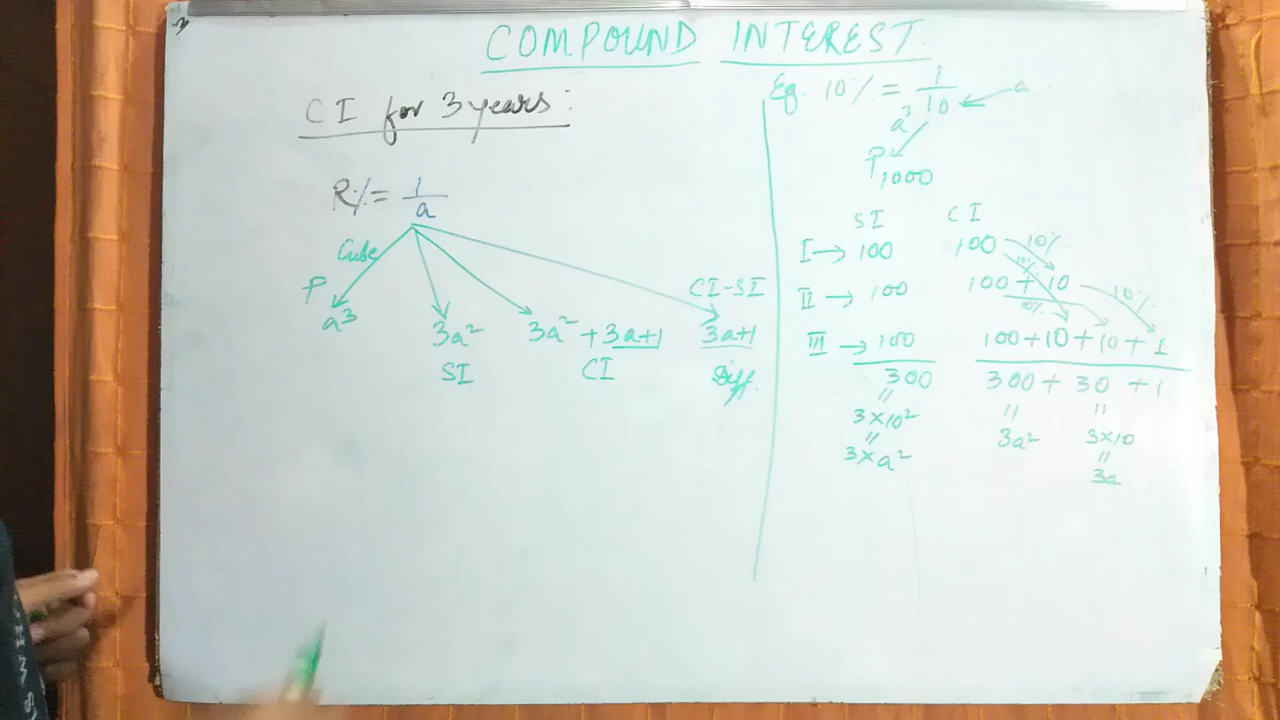 COMPOUND INTEREST
CI for 3 years:
R% = 1/a
Cube
P
a³
3a²
SI
3a² + 3a+1
CI
CI-SI
3a+1
Diff.
Eg. 10% = 1/10 ← a
a³
P
1000
SI CI
I → 100 100 10%
10%
II → 100 100 + 10 10%
10%
III → 100 100+10+10+1
300 300 + 30 + 1
" " "
3×10² 3a² 3×10
" "
3×a² 3a